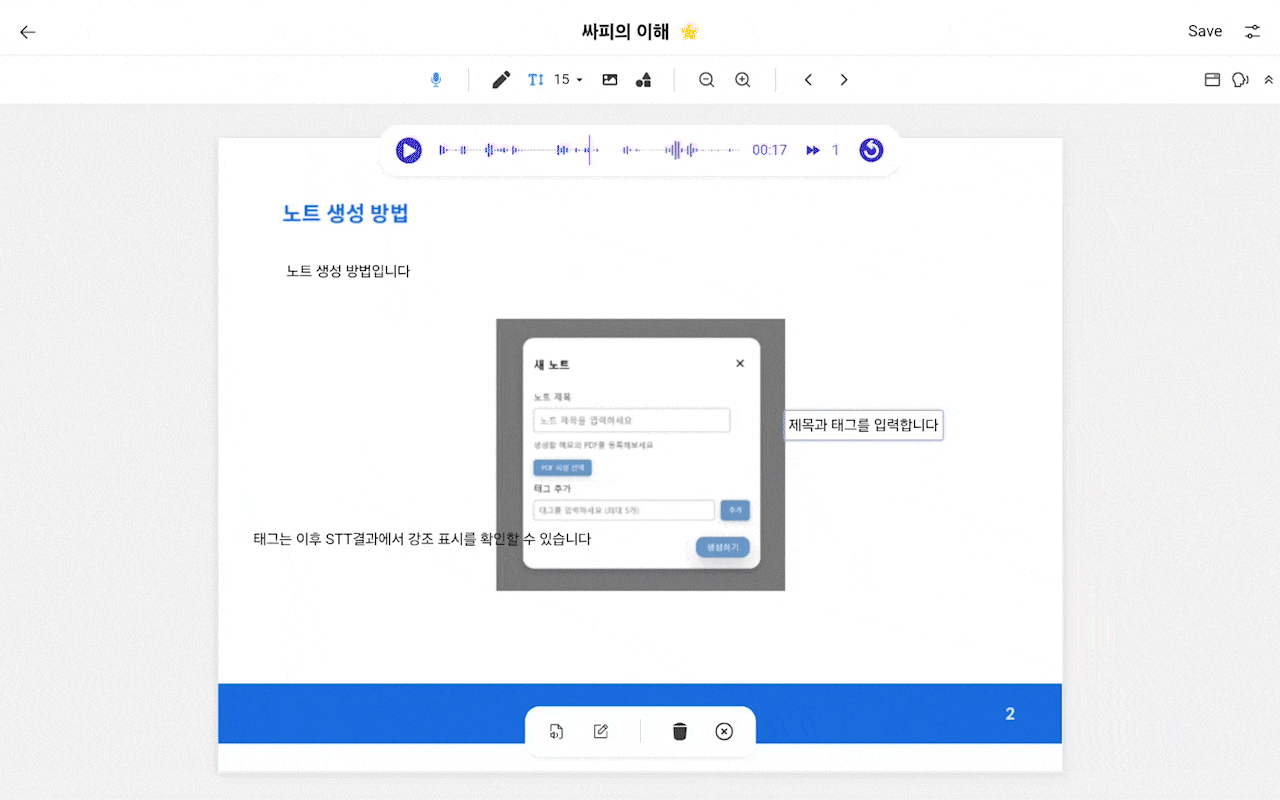 싸피의 이해
Save
15
00:17
1
노트 생성 방법
노트 생성 방법입니다
새 노트
노트 제목
노트 제목을 입력하세요
제목과 태그를 입력합니다
생성할 메모의 PDF를 등록해보세요
PDF 파일 선택
태그 추가
태그를 입력하세요 (최대 5개)
추가
태그는 이후 STT결과에서 강조 표시를 확인할 수 있습니다
생성하기
2